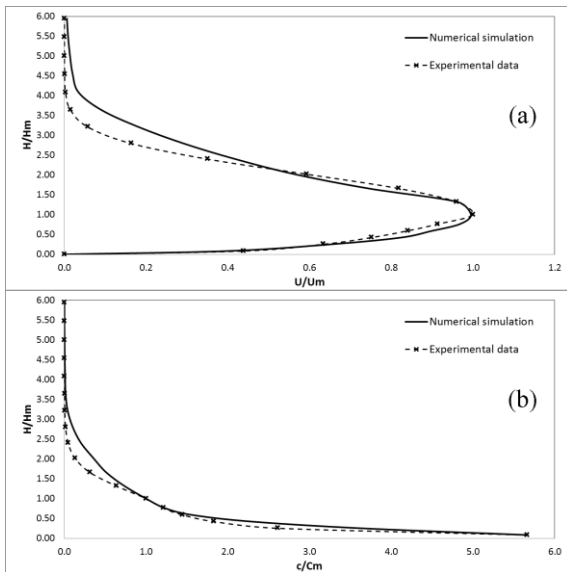 6.00
5.50
5.00
4.50
4.00
3.50
3.00
2.50
2.00
1.50
1.00
0.50
0.00
H/Hm
Numerical simulation
Experimental data
(a)
0.0 0.2 0.4 0.6 0.8 1.0 1.2
U/Um
6.00
5.50
5.00
4.50
4.00
3.50
3.00
2.50
2.00
1.50
1.00
0.50
0.00
H/Hm
Numerical simulation
Experimental data
(b)
0.0 1.0 2.0 3.0 4.0 5.0 6.0
c/Cm